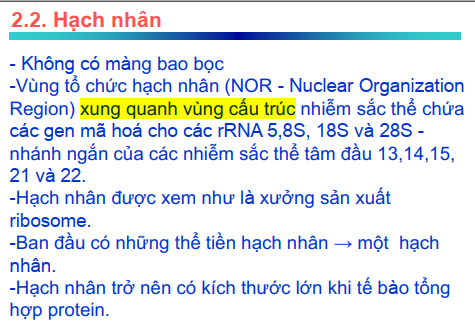 2.2. Hạch nhân
- Không có màng bao bọc
-Vùng tổ chức hạch nhân (NOR - Nuclear Organization
Region) xung quanh vùng cấu trúc nhiễm sắc thể chứa
các gen mã hoá cho các rRNA 5,8S, 18S và 28S -
nhánh ngắn của các nhiễm sắc thể tâm đầu 13,14,15,
21 và 22.
-Hạch nhân được xem như là xưởng sản xuất
ribosome.
-Ban đầu có những thể tiền hạch nhân → một  hạch
nhân.
-Hạch nhân trở nên có kích thước lớn khi tế bào tổng
hợp protein.